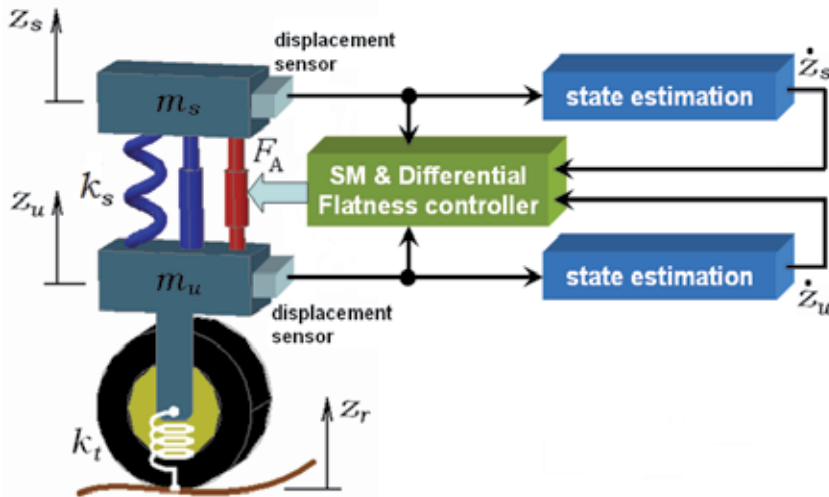 z_s
displacement
sensor
ż_s
m_s
state estimation
F_A
k_s
SM & Differential
Flatness controller
z_u
m_u
state estimation
ż_u
displacement
sensor
z_r
k_t